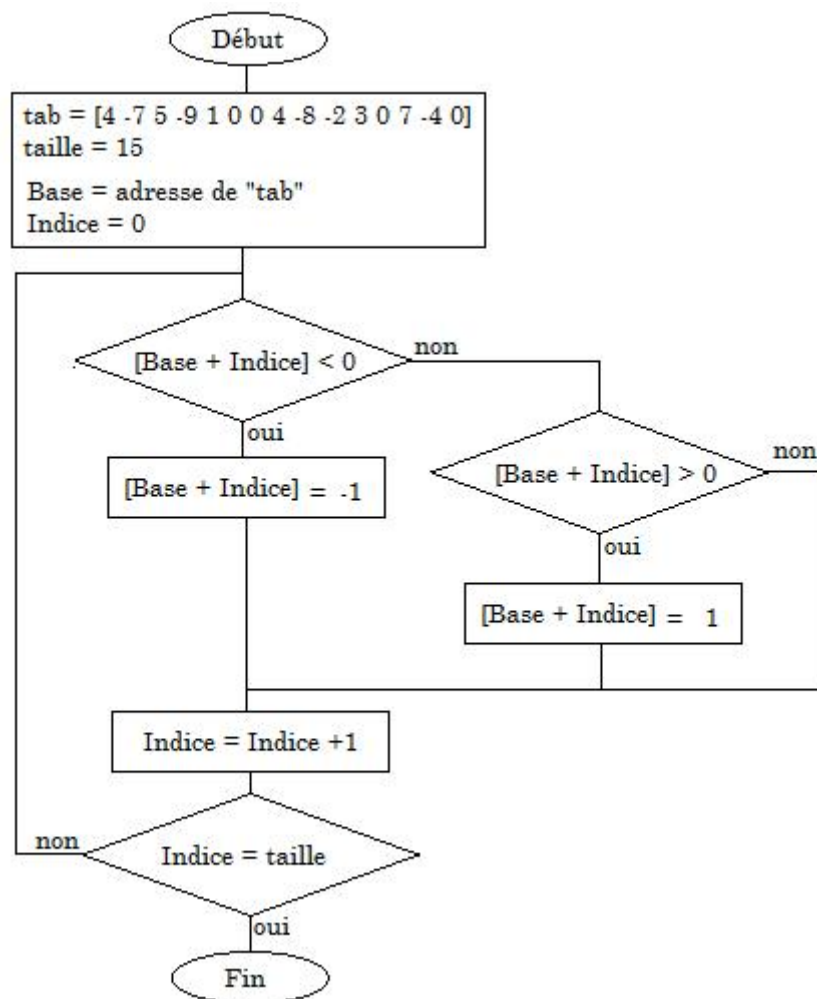 Début
tab = [4 -7 5 -9 1 0 0 4 -8 -2 3 0 7 -4 0]
taille = 15
Base = adresse de "tab"
Indice = 0
[Base + Indice] < 0
non
oui
[Base + Indice] = -1
[Base + Indice] > 0
non
oui
[Base + Indice] = 1
Indice = Indice +1
non
Indice = taille
oui
Fin